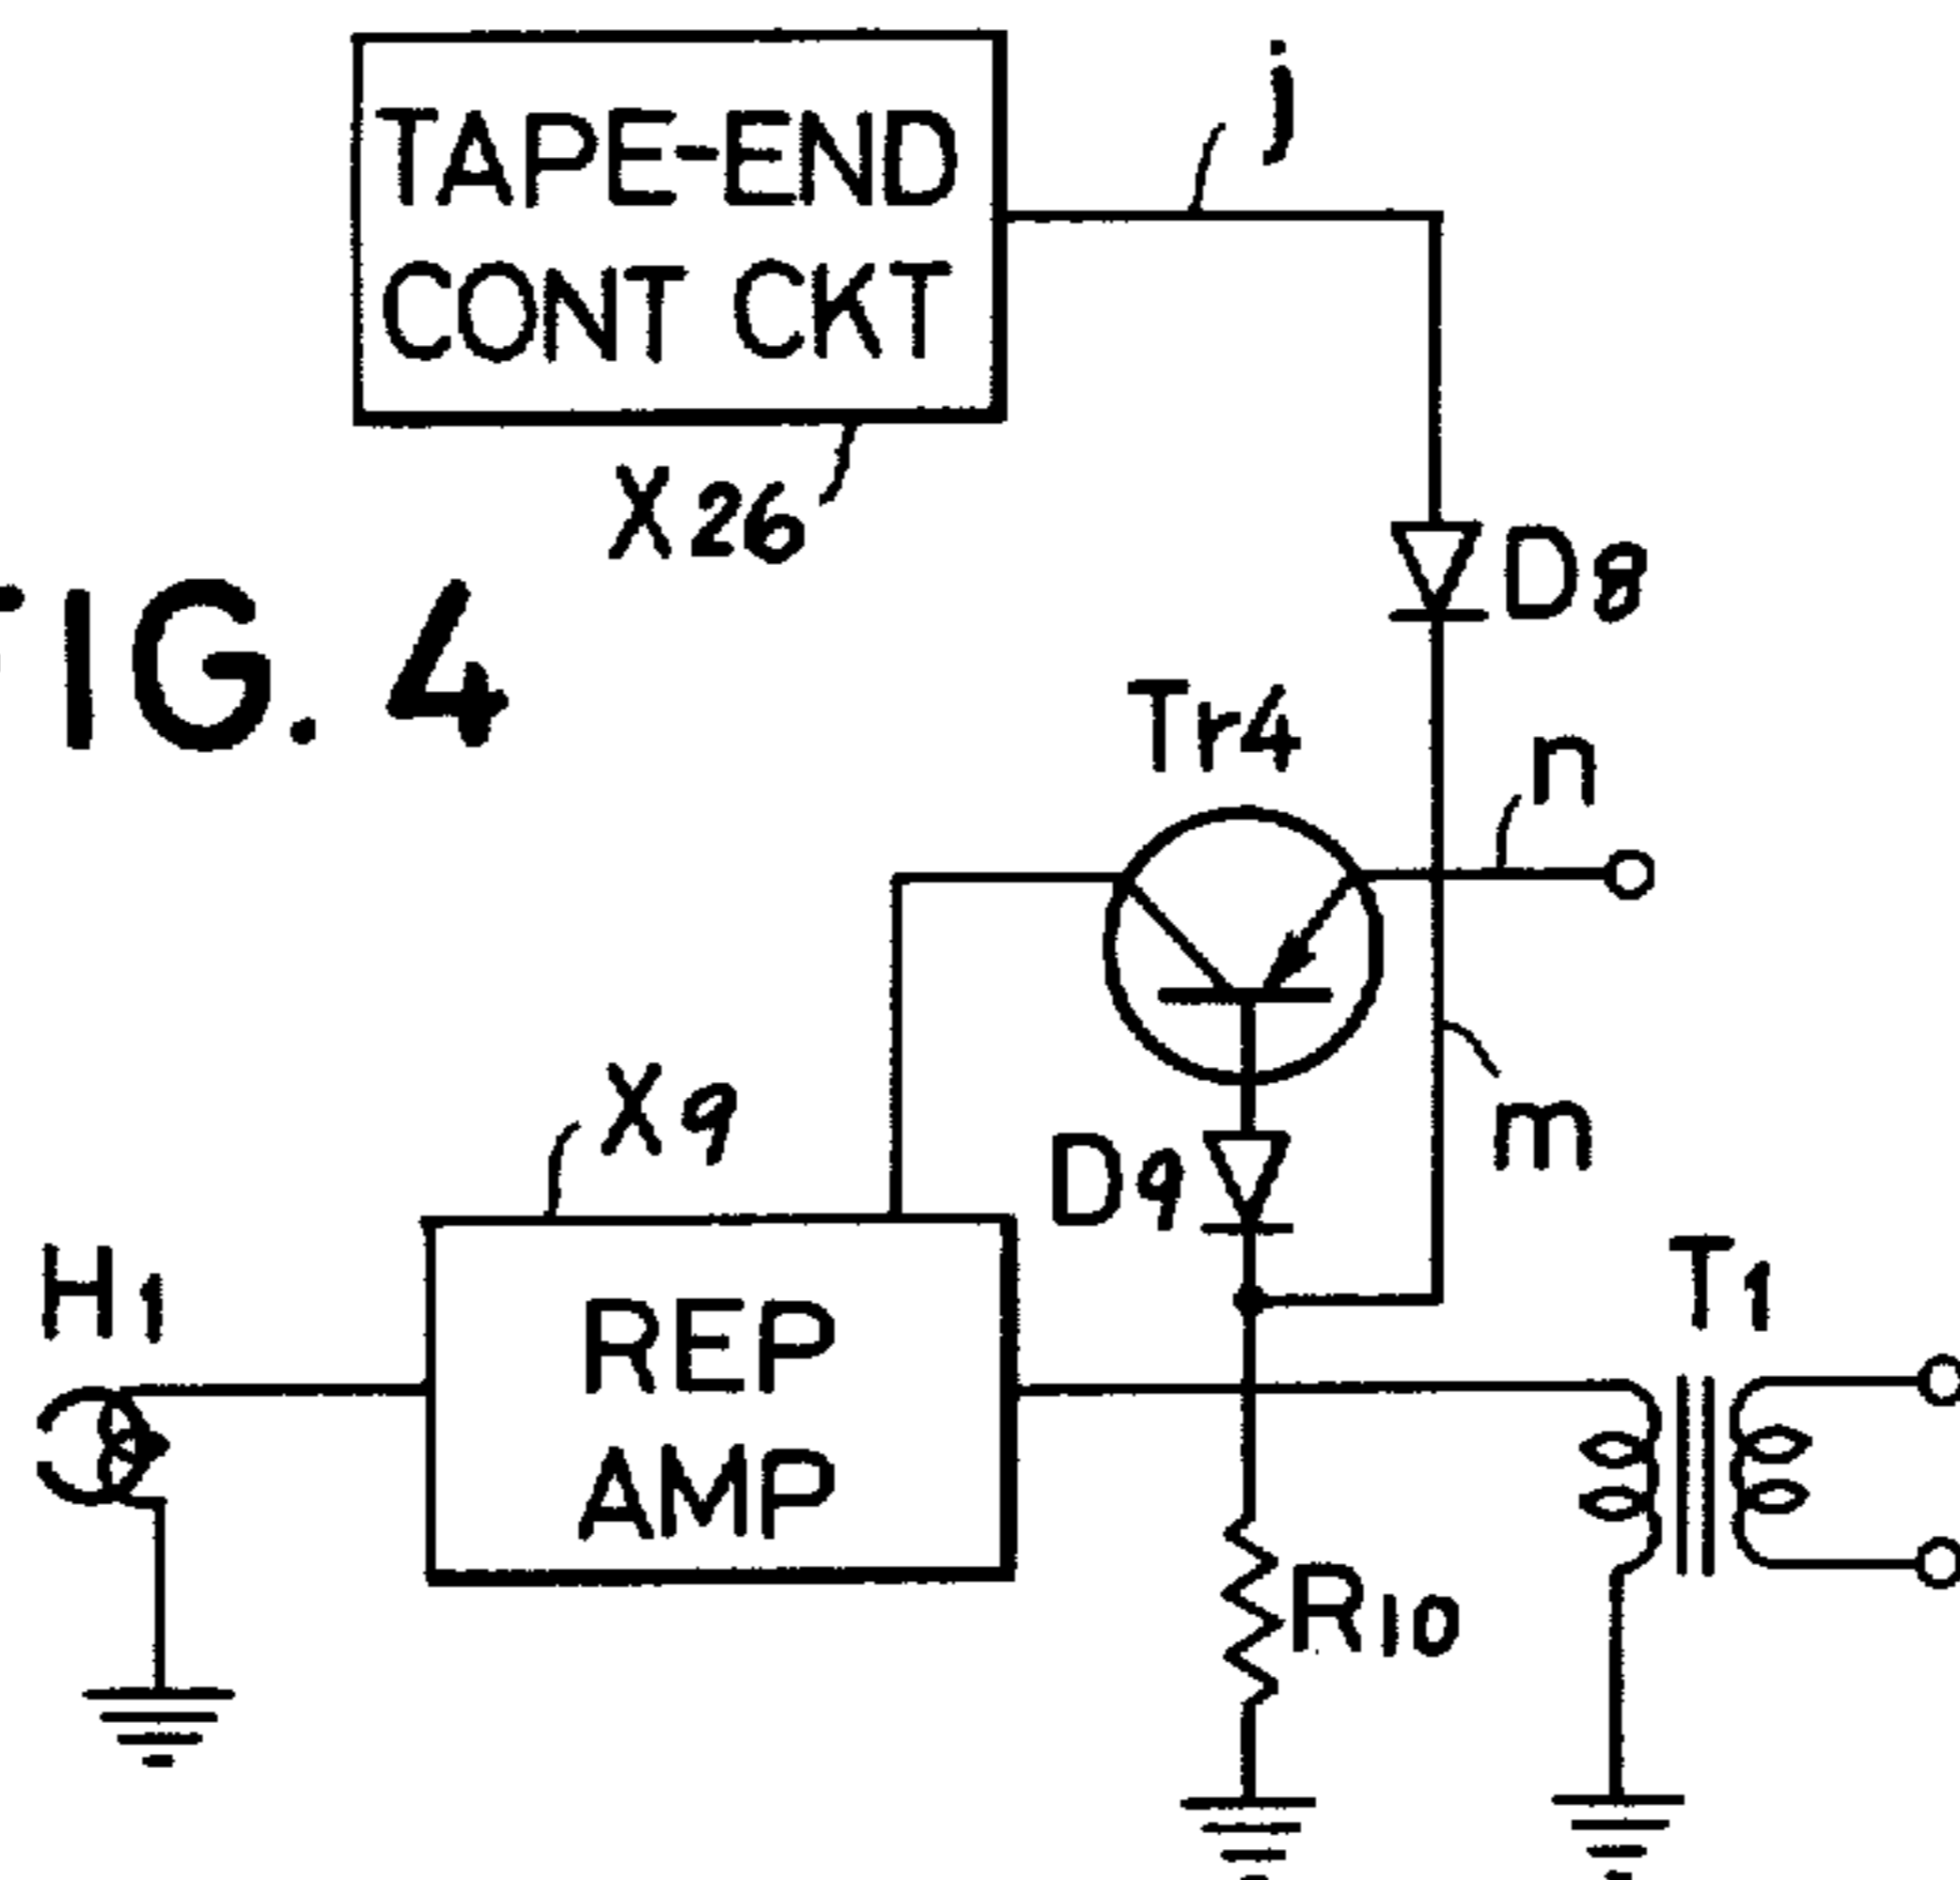 TAPE-END
CONT CKT
j
X26
FIG. 4
D8
Tr4
n
X9
m
D9
H1
T1
REP
AMP
R10